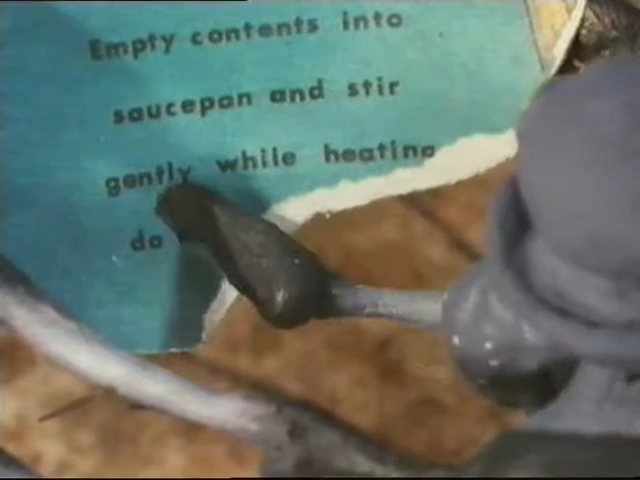 Empty contents into
saucepan and stir
gently while heating
do